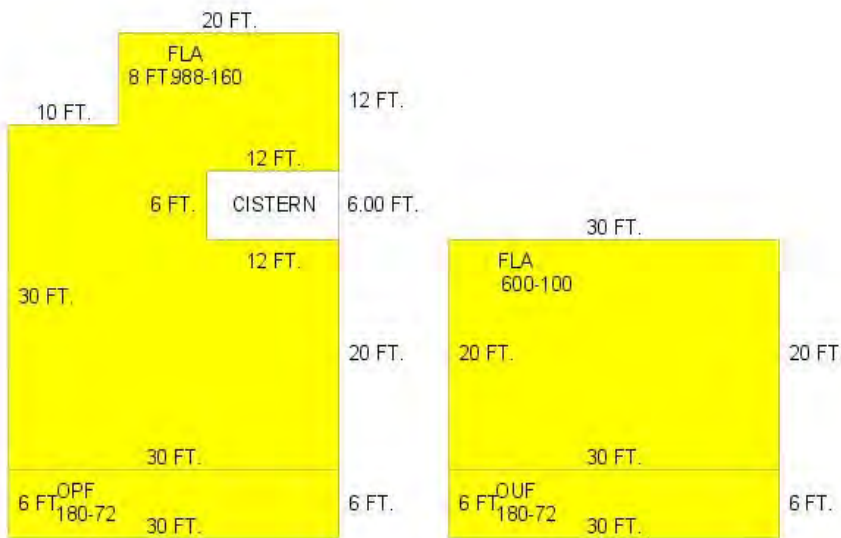 20 FT.
FLA
8 FT.988-160
12 FT.
10 FT.
12 FT.
6 FT.
CISTERN
6.00 FT.
12 FT.
30 FT.
20 FT.
30 FT.
6 FT.
OPF
180-72
6 FT.
30 FT.
30 FT.
FLA
600-100
20 FT.
20 FT.
30 FT.
6 FT.
OUF
180-72
6 FT.
30 FT.